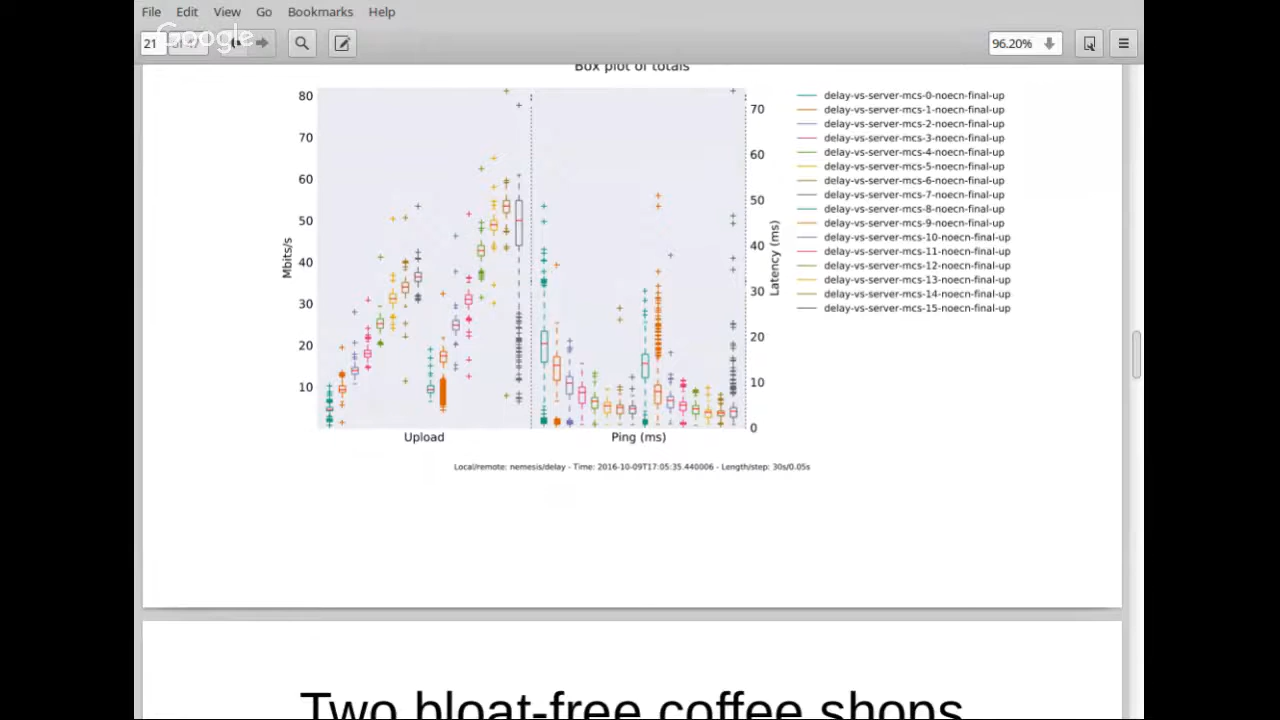 File Edit View Go Bookmarks Help
Google
21
96.20%
Box plot of totals
80
70
60
50
40
30
20
10
Mbits/s
70
60
50
40
30
20
10
0
Latency (ms)
delay-vs-server-mcs-0-noecn-final-up
delay-vs-server-mcs-1-noecn-final-up
delay-vs-server-mcs-2-noecn-final-up
delay-vs-server-mcs-3-noecn-final-up
delay-vs-server-mcs-4-noecn-final-up
delay-vs-server-mcs-5-noecn-final-up
delay-vs-server-mcs-6-noecn-final-up
delay-vs-server-mcs-7-noecn-final-up
delay-vs-server-mcs-8-noecn-final-up
delay-vs-server-mcs-9-noecn-final-up
delay-vs-server-mcs-10-noecn-final-up
delay-vs-server-mcs-11-noecn-final-up
delay-vs-server-mcs-12-noecn-final-up
delay-vs-server-mcs-13-noecn-final-up
delay-vs-server-mcs-14-noecn-final-up
delay-vs-server-mcs-15-noecn-final-up
Upload
Ping (ms)
Local/remote: nemesis/delay - Time: 2016-10-09T17:05:35.440006 - Length/step: 30s/0.05s
Two bloat-free coffee shops